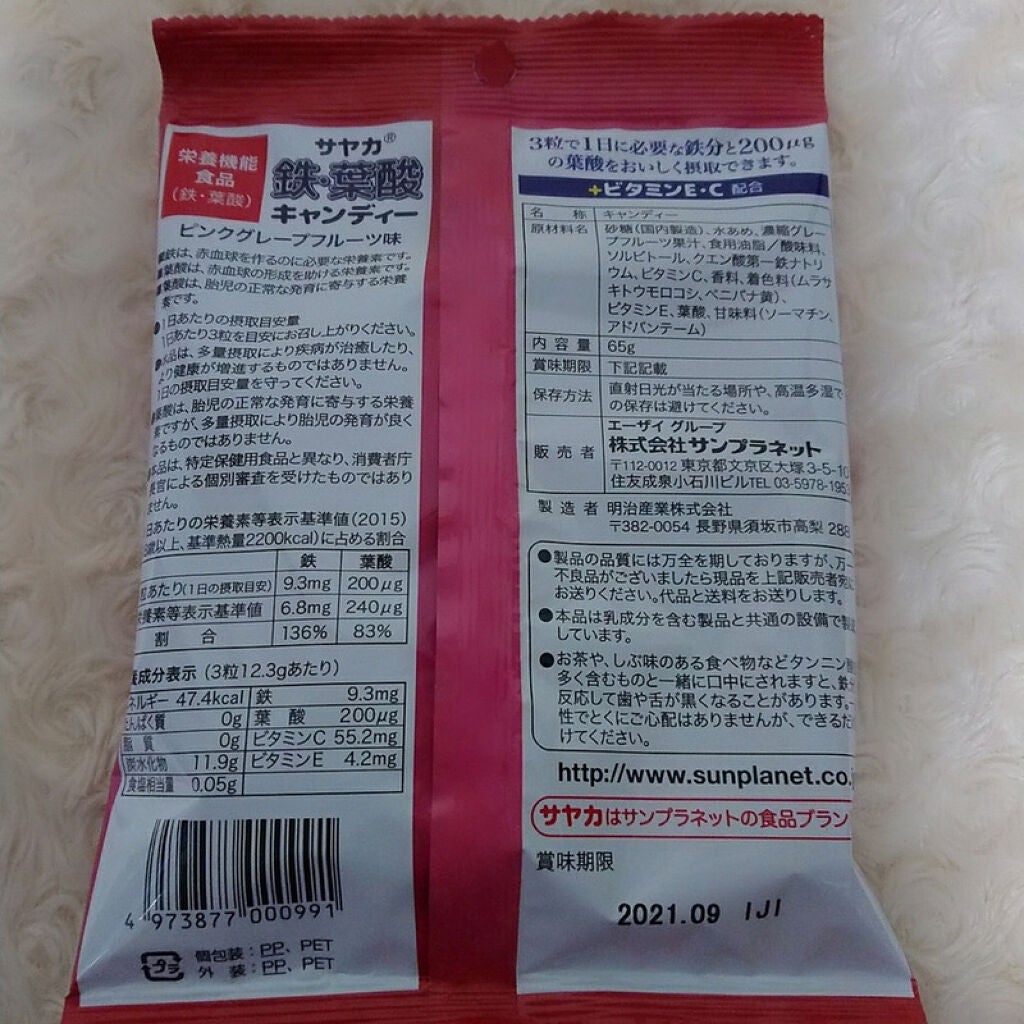 栄養機能
食品
(鉄・葉酸)
サヤカ®
鉄・葉酸
キャンディー
ピンクグレープフルーツ味
鉄は、赤血球を作るのに必要な栄養素です。
葉酸は、赤血球の形成を助ける栄養素です。
葉酸は、胎児の正常な発育に寄与する栄養
素です。
●1日あたりの摂取目安量
1日あたり3粒を目安にお召し上がりください。
●本品は、多量摂取により疾病が治癒したり、
より健康が増進するものではありません。
1日の摂取目安量を守ってください。
葉酸は、胎児の正常な発育に寄与する栄養
素ですが、多量摂取により胎児の発育が良く
なるものではありません。
本品は、特定保健用食品と異なり、消費者庁
長官による個別審査を受けたものではあり
ません。
日あたりの栄養素等表示基準値(2015)
歳以上、基準熱量2200kcal)に占める割合
鉄 葉酸
粒あたり(1日の摂取目安) 9.3mg 200μg
栄養素等表示基準値 6.8mg 240μg
割 合 136% 83%
養成分表示 (3粒12.3gあたり)
ネルギー 47.4kcal 鉄 9.3mg
たんぱく質 0g 葉 酸 200μg
脂 質 0g ビタミンC 55.2mg
炭水化物 11.9g ビタミンE 4.2mg
食塩相当量 0.05g
4 973877 000991
プラ
個包装:PP、PET
外 装:PP、PET
3粒で1日に必要な鉄分と200μg
の葉酸をおいしく摂取できます。
+ビタミンE・C 配合
名 称 キャンディー
原材料名 砂糖(国内製造)、水あめ、濃縮グレー
プフルーツ果汁、食用油脂/酸味料、
ソルビトール、クエン酸第一鉄ナトリ
ウム、ビタミンC、香料、着色料(ムラサ
キトウモロコシ、ベニバナ黄)、
ビタミンE、葉酸、甘味料(ソーマチン、
アドバンテーム)
内 容 量 65g
賞味期限 下記記載
保存方法 直射日光が当たる場所や、高温多湿で
の保存は避けてください。
販 売 者 エーザイ グループ
株式会社サンプラネット
〒112-0012 東京都文京区大塚3-5-10
住友成泉小石川ビルTEL 03-5978-195
製 造 者 明治産業株式会社
〒382-0054 長野県須坂市高梨 288
●製品の品質には万全を期しておりますが、万一
不良品がございましたら現品を上記販売者宛に
お送りください。代品と送料をお送りします。
●本品は乳成分を含む製品と共通の設備で製造
しています。
●お茶や、しぶ味のある食べ物などタンニン酸
多く含むものと一緒に口中にされますと、鉄分
反応して歯や舌が黒くなることがあります。一
性でとくにご心配はありませんが、できるだ
けてください。
http://www.sunplanet.co.
サヤカはサンプラネットの食品ブラン
賞味期限
2021.09 IJI